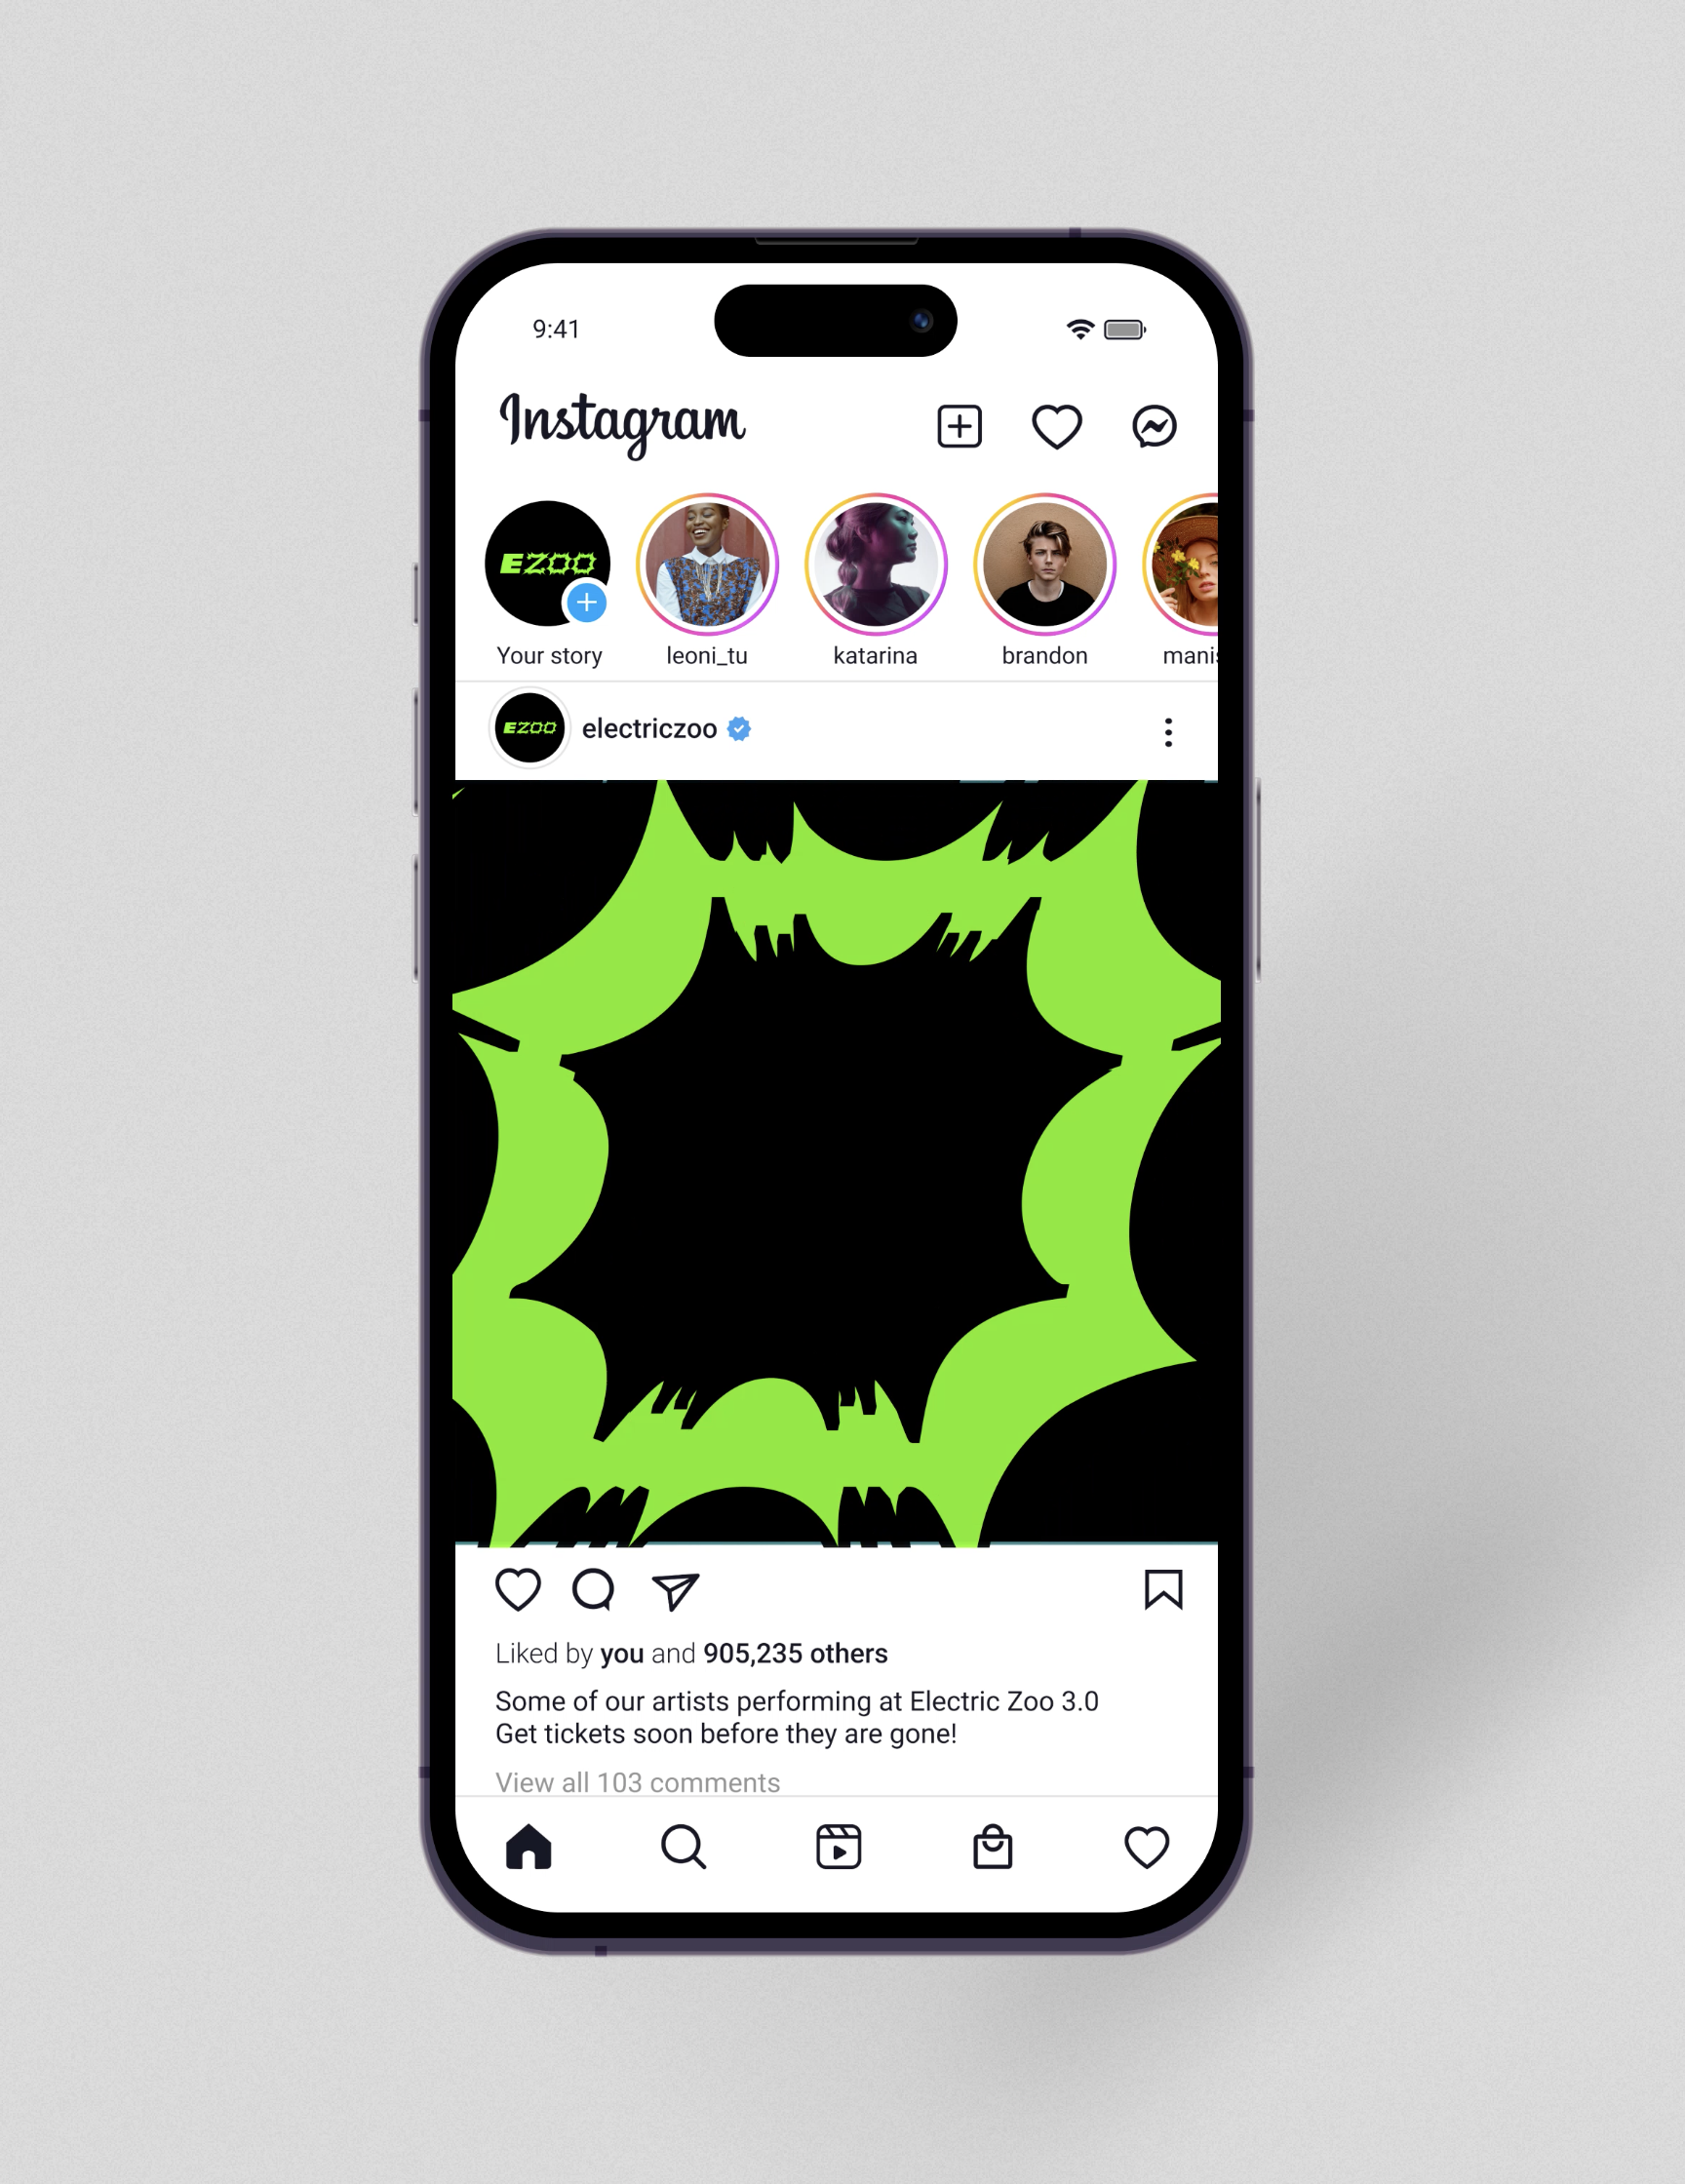 9:41
Instagram
EZOO
Your story
leoni_tu
katarina
brandon
manis
EZOO
electriczoo
Liked by you and 905,235 others
Some of our artists performing at Electric Zoo 3.0
Get tickets soon before they are gone!
View all 103 comments